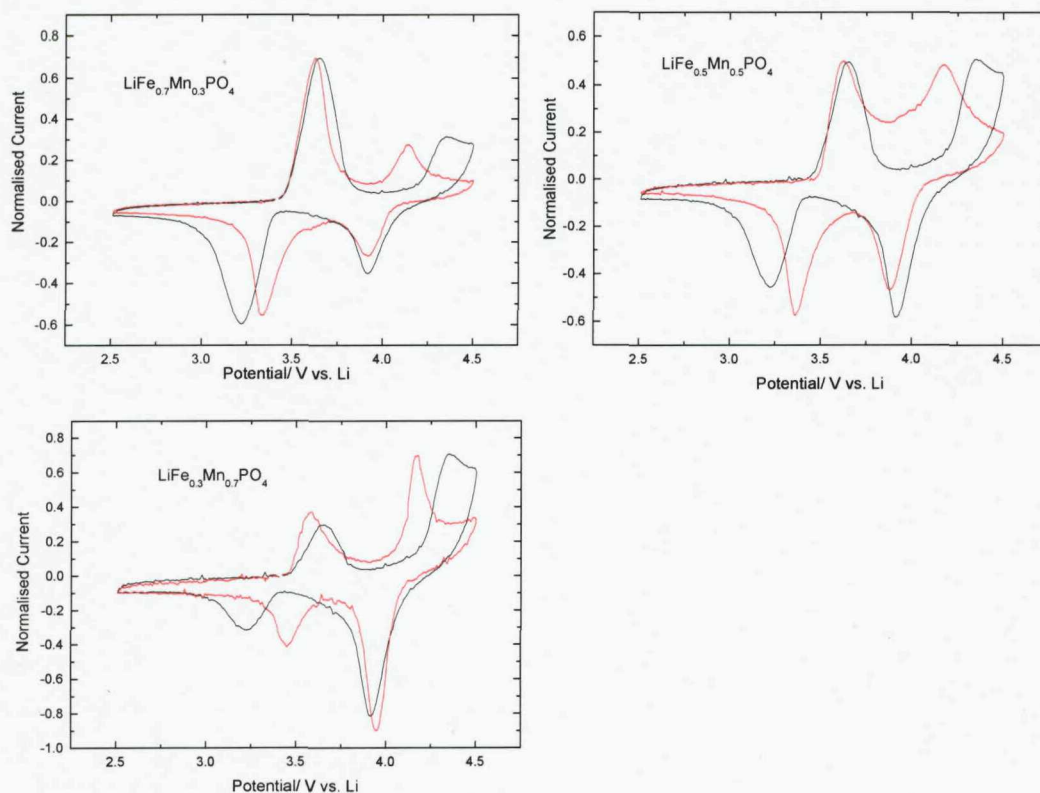 LiFe0.7Mn0.3PO4
0.8
0.6
0.4
0.2
0.0
-0.2
-0.4
-0.6
Normalised Current
2.5 3.0 3.5 4.0 4.5
Potential/ V vs. Li
LiFe0.5Mn0.5PO4
0.6
0.4
0.2
0.0
-0.2
-0.4
-0.6
Normalised Current
2.5 3.0 3.5 4.0 4.5
Potential/ V vs. Li
LiFe0.3Mn0.7PO4
0.8
0.6
0.4
0.2
0.0
-0.2
-0.4
-0.6
-0.8
-1.0
Normalised Current
2.5 3.0 3.5 4.0 4.5
Potential/ V vs. Li